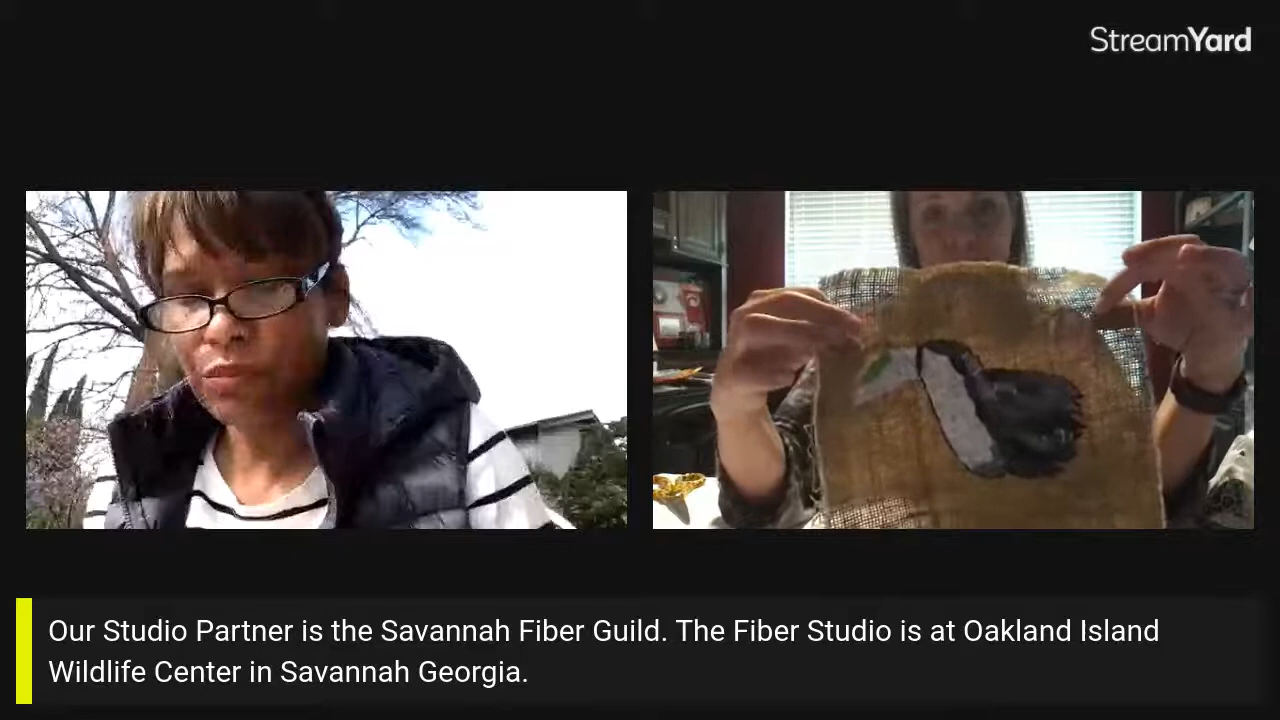 StreamYard
Our Studio Partner is the Savannah Fiber Guild. The Fiber Studio is at Oakland Island
Wildlife Center in Savannah Georgia.